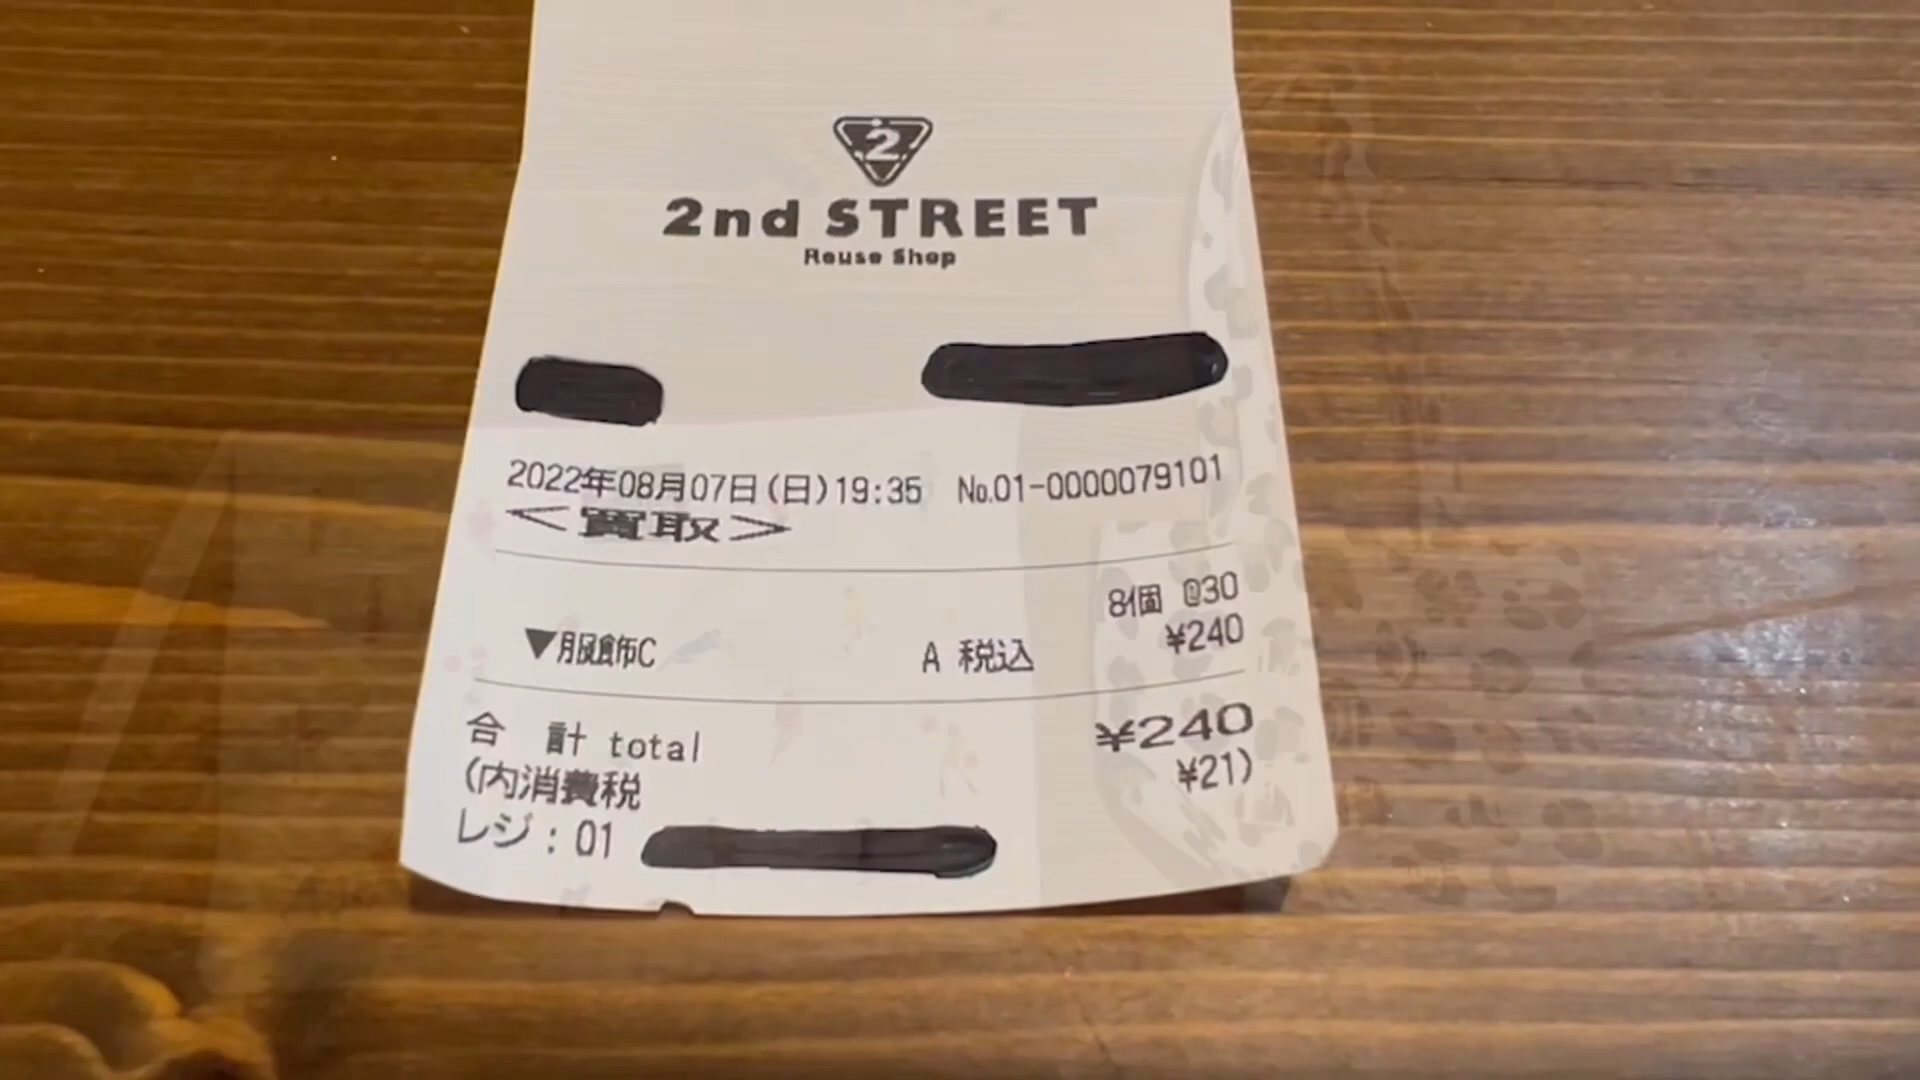 2
2nd STREET
Reuse Shop
2022年08月07日(日)19:35 No.01-0000079101
<買取>
8個 @30
▼服飾C A 税込 ¥240
合 計 total ¥240
(内消費税 ¥21)
レジ:01